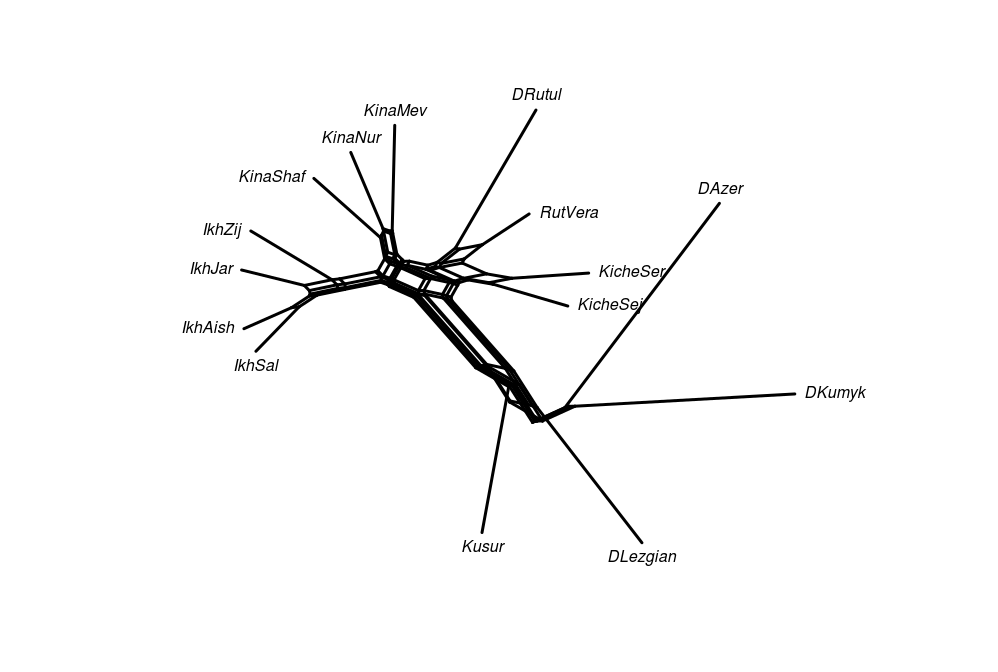 DRutul
KinaMev
KinaNur
KinaShaf
DAzer
RutVera
IkhZij
IkhJar
KicheSer
KicheSej
IkhAish
IkhSal
DKumyk
Kusur
DLezgian